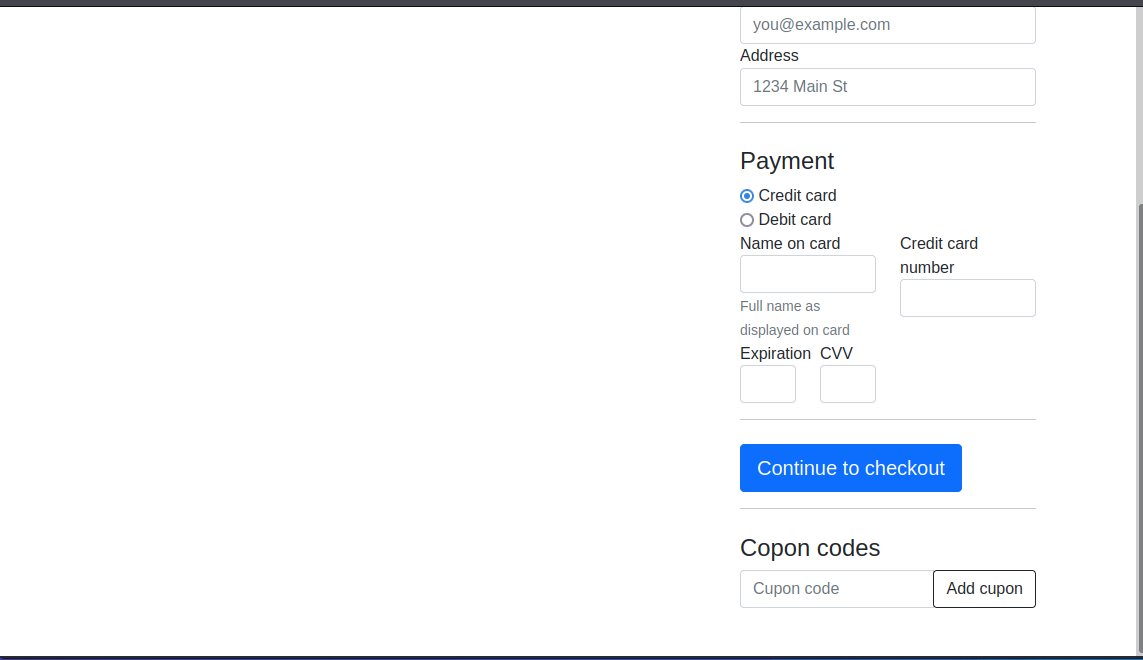 you@example.com
Address
1234 Main St
Payment
Credit card
Debit card
Name on card
Credit card
number
Full name as
displayed on card
Expiration
CVV
Continue to checkout
Copon codes
Cupon code
Add cupon